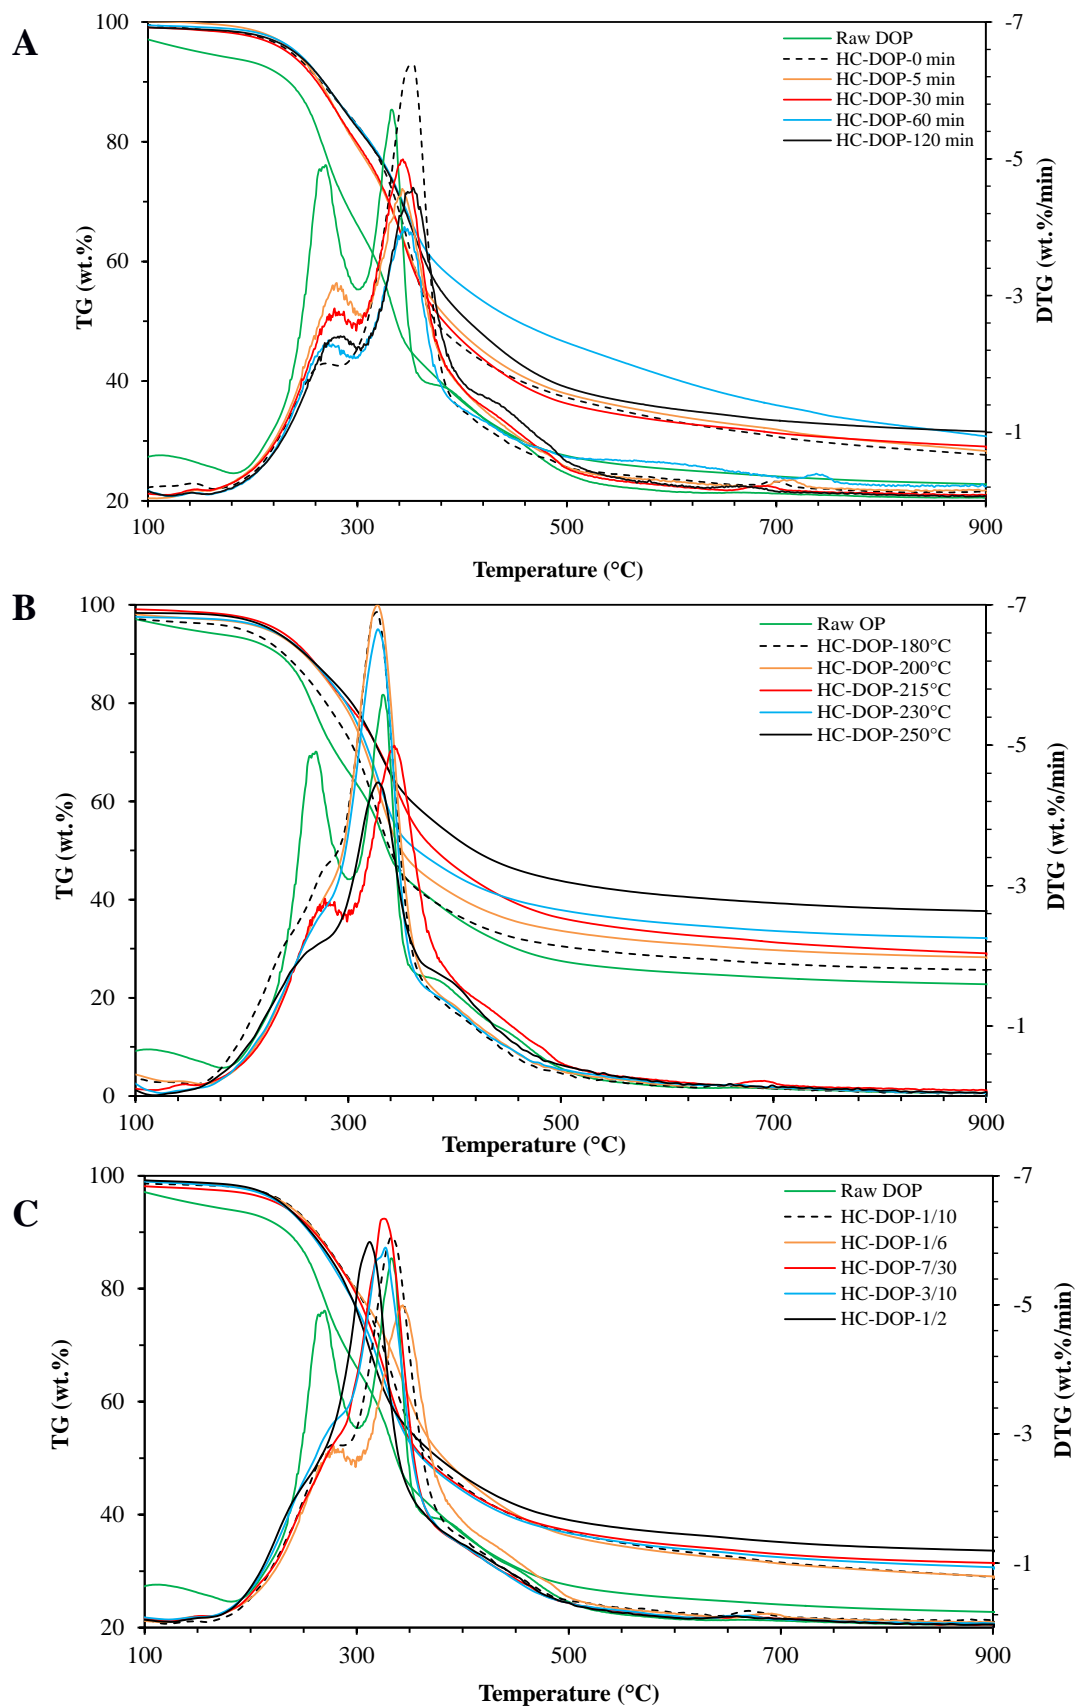 A
100
80
60
40
20
TG (wt.%)
-7
-5
-3
-1
DTG (wt.%/min)
Raw DOP
HC-DOP-0 min
HC-DOP-5 min
HC-DOP-30 min
HC-DOP-60 min
HC-DOP-120 min
100 300 500 700 900
Temperature (°C)
B
100
80
60
40
20
0
TG (wt.%)
-7
-5
-3
-1
DTG (wt.%/min)
Raw OP
HC-DOP-180°C
HC-DOP-200°C
HC-DOP-215°C
HC-DOP-230°C
HC-DOP-250°C
100 300 500 700 900
Temperature (°C)
C
100
80
60
40
20
TG (wt.%)
-7
-5
-3
-1
DTG (wt.%/min)
Raw DOP
HC-DOP-1/10
HC-DOP-1/6
HC-DOP-7/30
HC-DOP-3/10
HC-DOP-1/2
100 300 500 700 900
Temperature (°C)